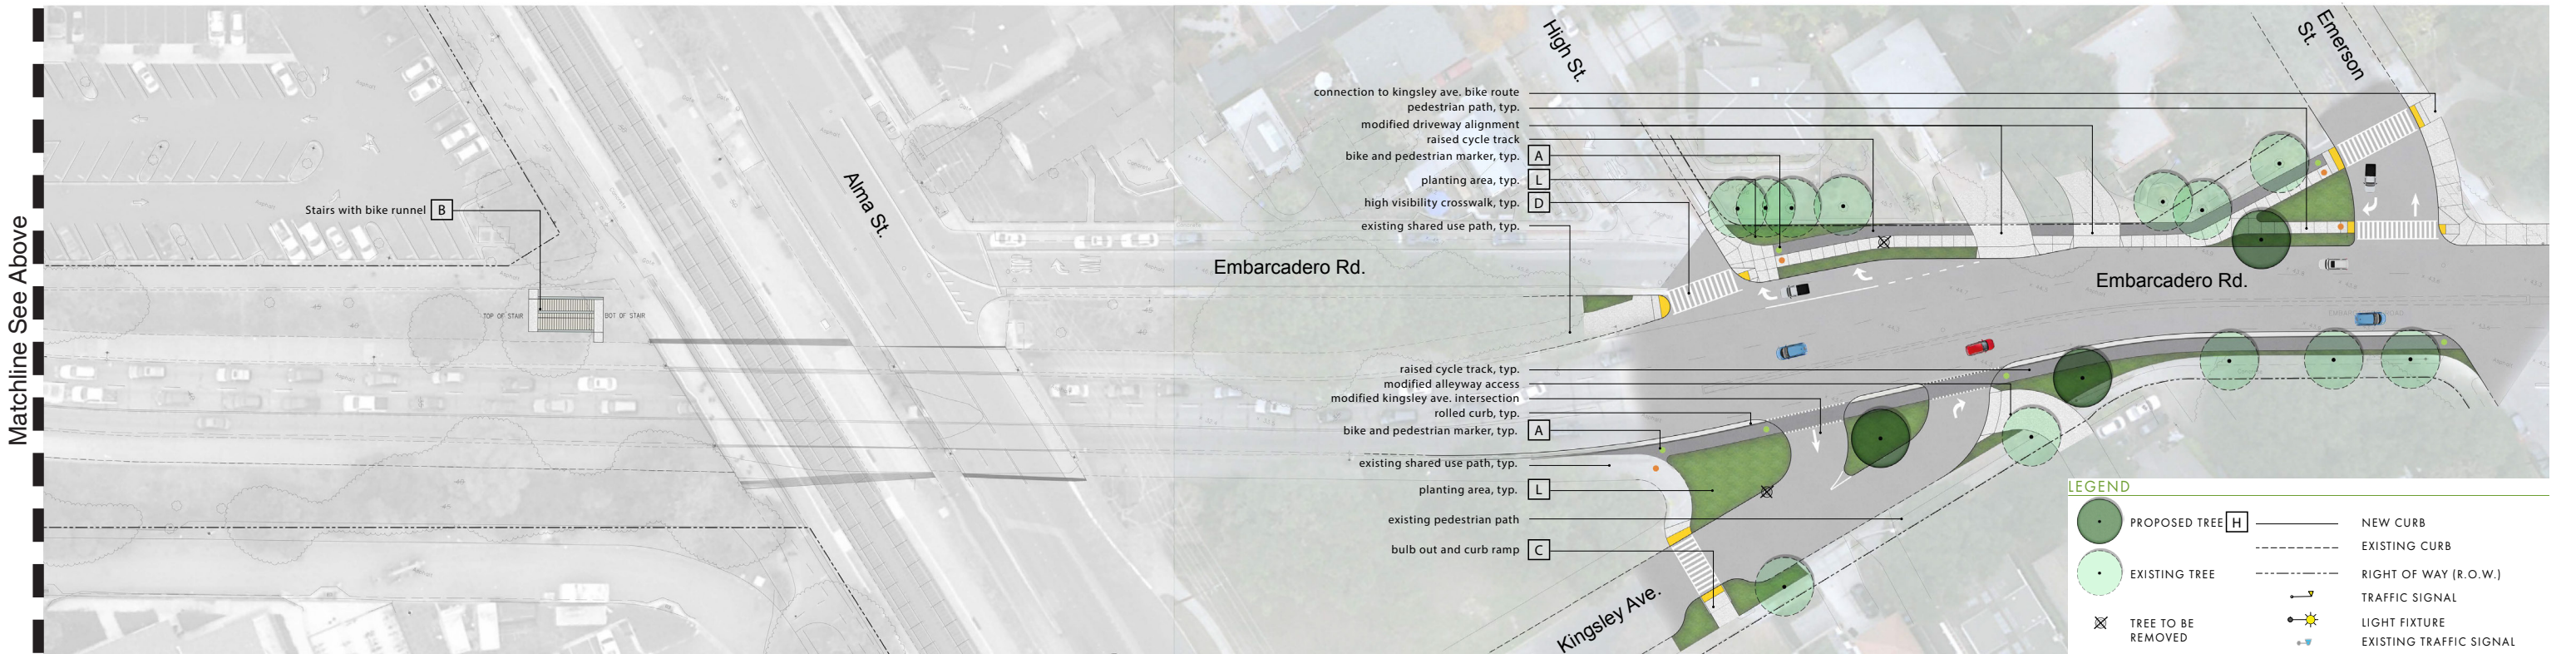 Matchline See Above
Stairs with bike runnel B
TOP OF STAIR
BOT OF STAIR
Alma St.
Embarcadero Rd.
High St.
Emerson
St.
connection to kingsley ave. bike route
pedestrian path, typ.
modified driveway alignment
raised cycle track
bike and pedestrian marker, typ. A
planting area, typ. L
high visibility crosswalk, typ. D
existing shared use path, typ.
Embarcadero Rd.
raised cycle track, typ.
modified alleyway access
modified kingsley ave. intersection
rolled curb, typ.
bike and pedestrian marker, typ. A
existing shared use path, typ.
planting area, typ. L
existing pedestrian path
bulb out and curb ramp C
Kingsley Ave.
LEGEND
PROPOSED TREE H
EXISTING TREE
TREE TO BE
REMOVED
NEW CURB
EXISTING CURB
RIGHT OF WAY (R.O.W.)
TRAFFIC SIGNAL
LIGHT FIXTURE
EXISTING TRAFFIC SIGNAL